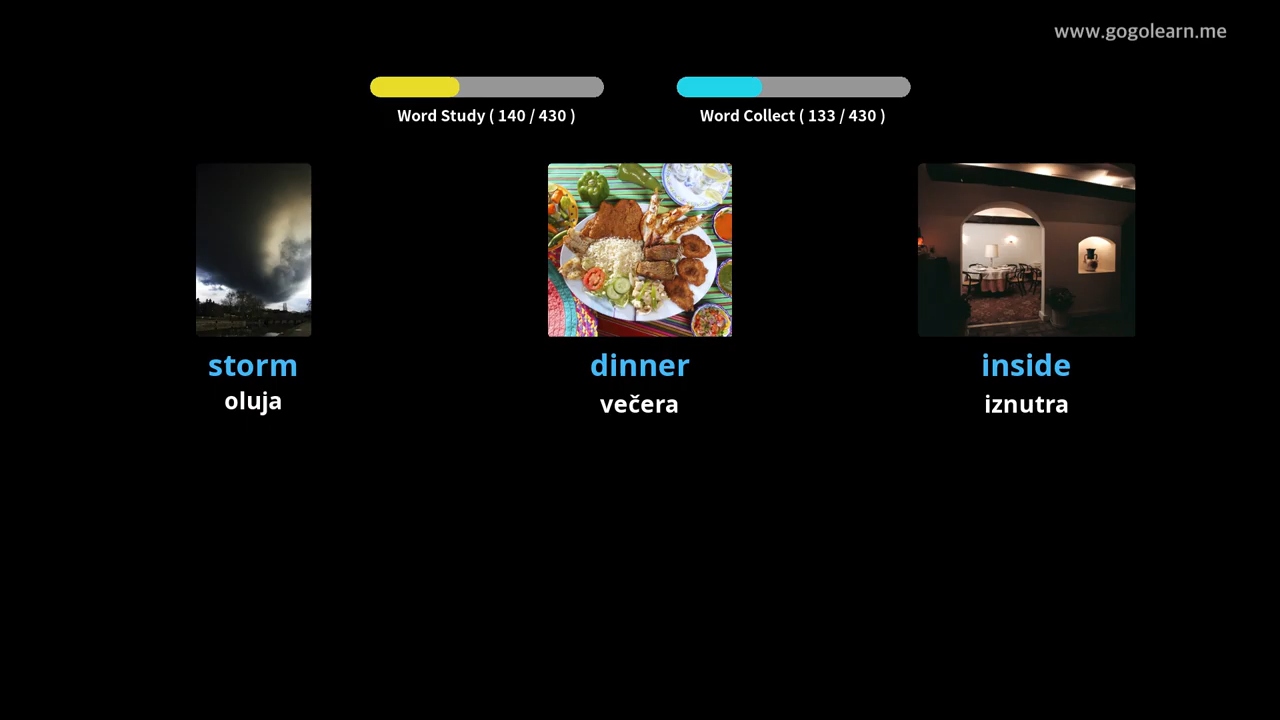 www.gogolearn.me
Word Study ( 140 / 430 )
Word Collect ( 133 / 430 )
storm
oluja
dinner
večera
inside
iznutra